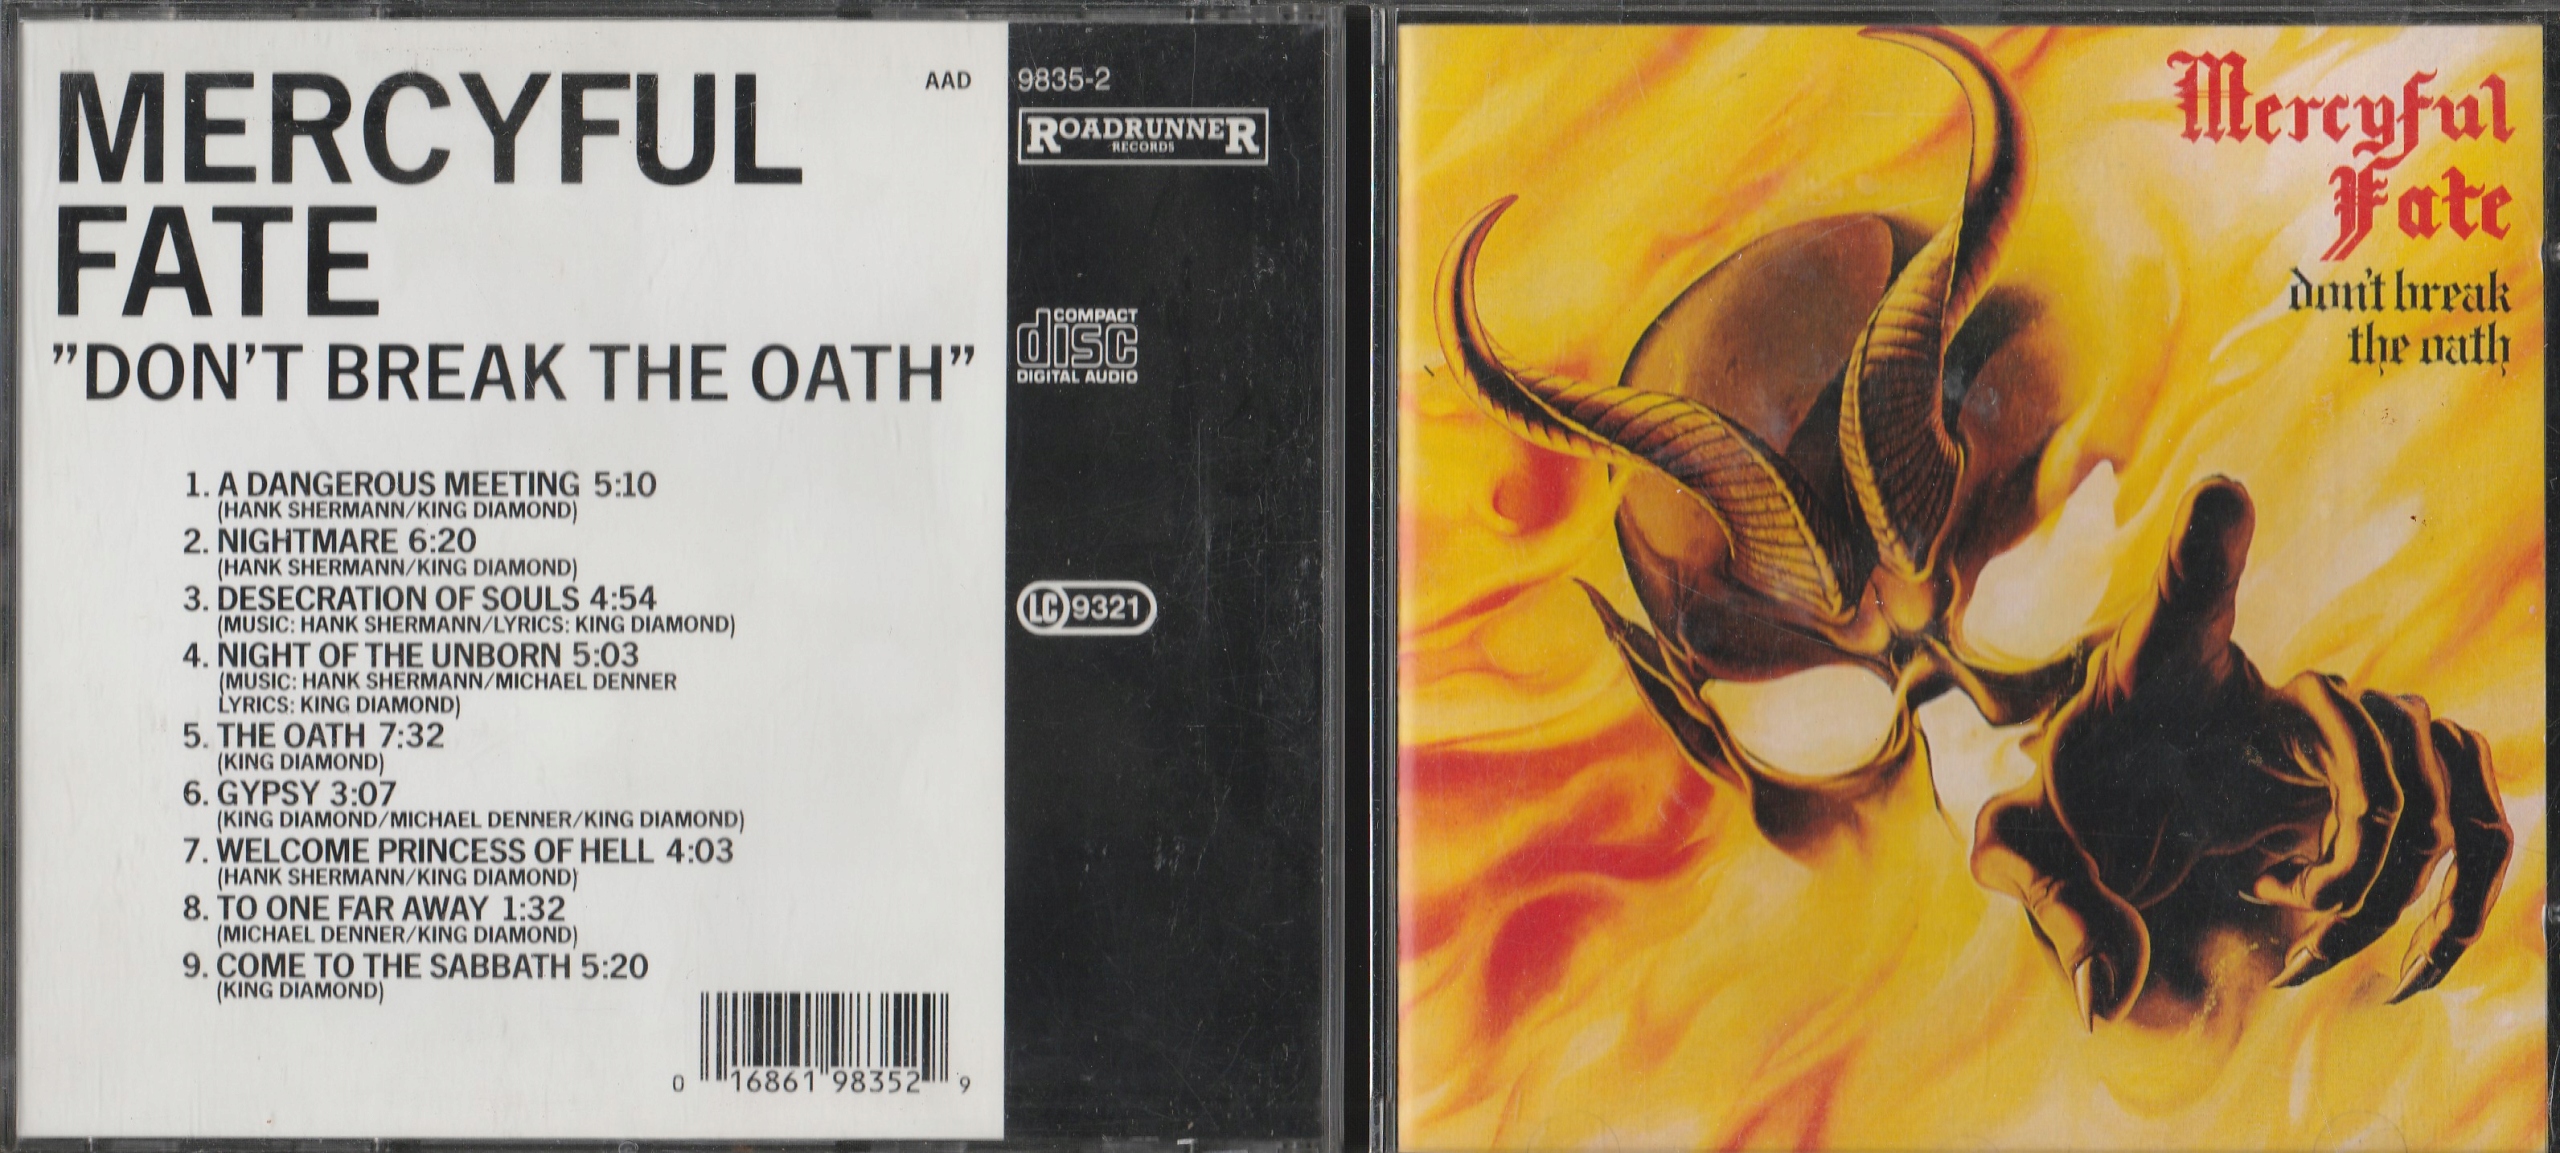 MERCYFUL
FATE
"DON'T BREAK THE OATH"
1. A DANGEROUS MEETING 5:10
(HANK SHERMANN/KING DIAMOND)
2. NIGHTMARE 6:20
(HANK SHERMANN/KING DIAMOND)
3. DESECRATION OF SOULS 4:54
(MUSIC: HANK SHERMANN/LYRICS: KING DIAMOND)
4. NIGHT OF THE UNBORN 5:03
(MUSIC: HANK SHERMANN/MICHAEL DENNER
LYRICS: KING DIAMOND)
5. THE OATH 7:32
(KING DIAMOND)
6. GYPSY 3:07
(KING DIAMOND/MICHAEL DENNER/KING DIAMOND)
7. WELCOME PRINCESS OF HELL 4:03
(HANK SHERMANN/KING DIAMOND)
8. TO ONE FAR AWAY 1:32
(MICHAEL DENNER/KING DIAMOND)
9. COME TO THE SABBATH 5:20
(KING DIAMOND)
0 16861 98352 9
AAD
9835-2
ROADRUNNER
RECORDS
COMPACT
disc
DIGITAL AUDIO
LC 9321
Mercyful
Fate
don't break
the oath